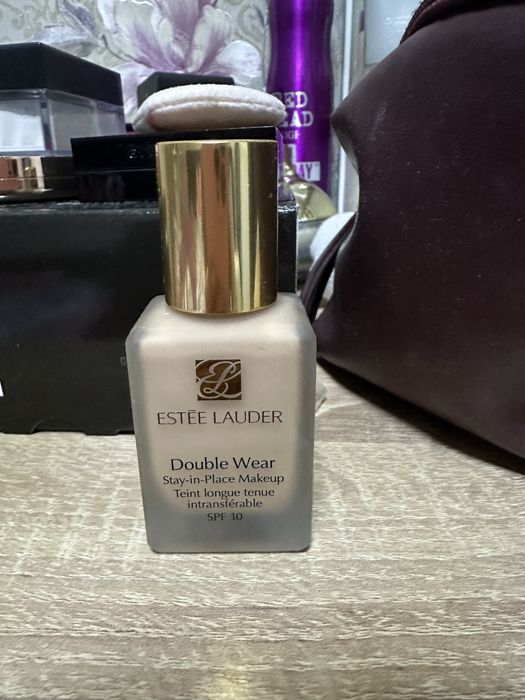 ESTĒE LAUDER
Double Wear
Stay-in-Place Makeup
Teint longue tenue
intransférable
SPF 10